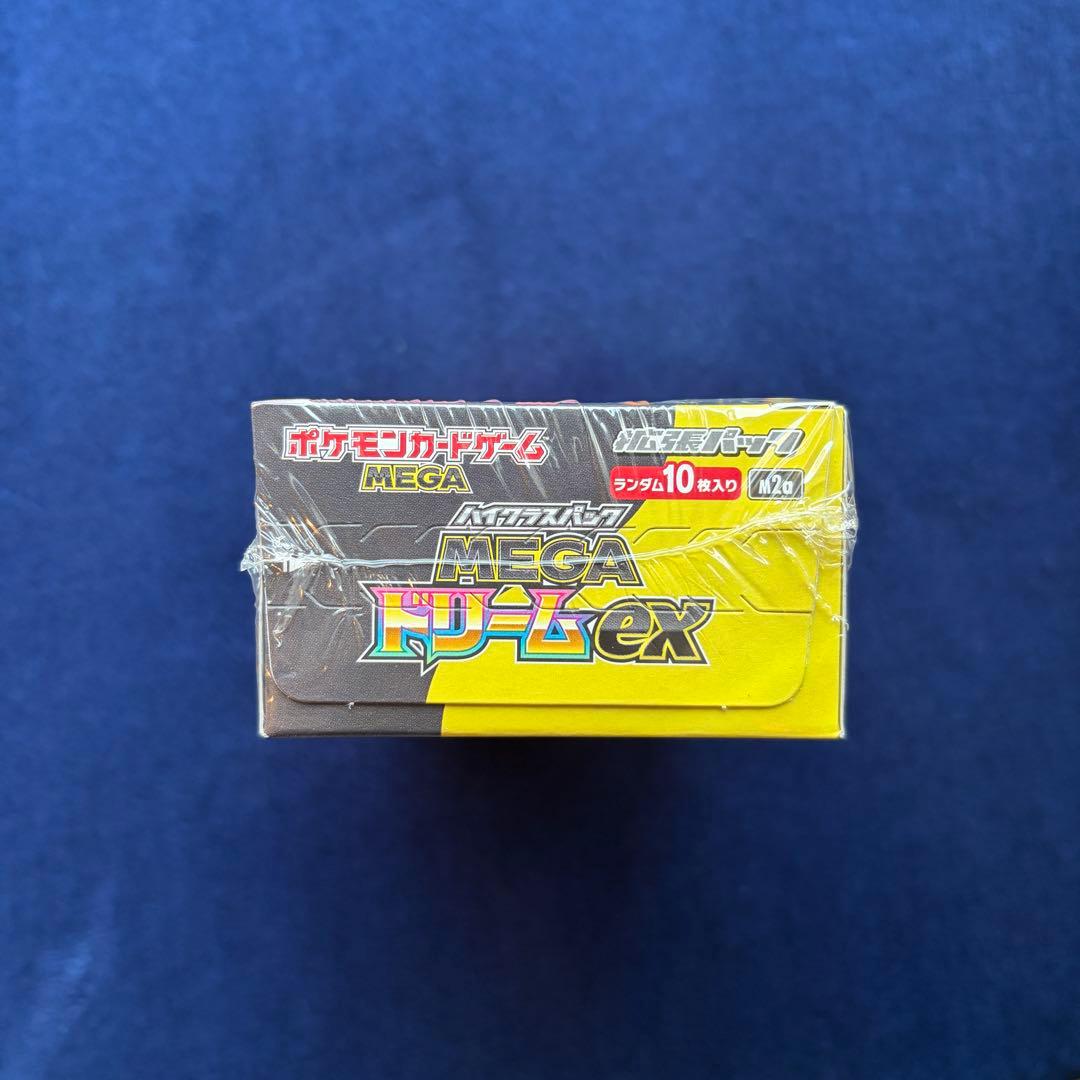 ポケモンカードゲーム
MEGA
拡張パック
ランダム10枚入り
M2a
ハイクラスパック
MEGA
ドリームex